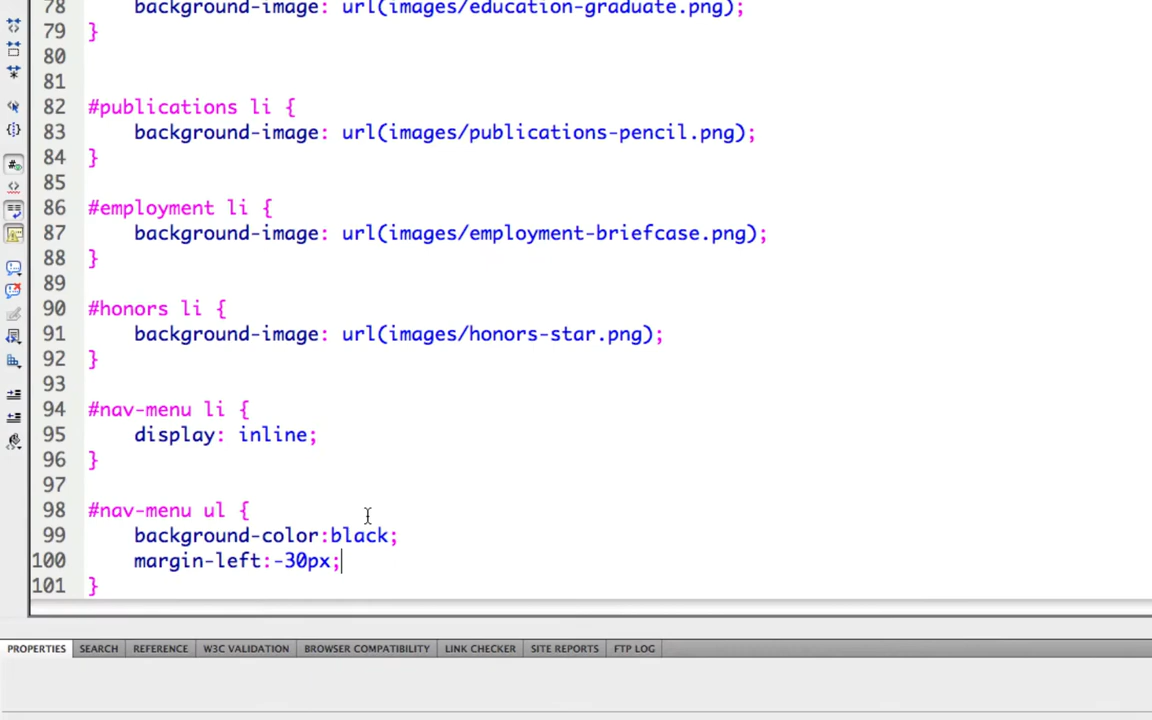 78 background-image: url(images/education-graduate.png);
79 }
80
81
82 #publications li {
83 background-image: url(images/publications-pencil.png);
84 }
85
86 #employment li {
87 background-image: url(images/employment-briefcase.png);
88 }
89
90 #honors li {
91 background-image: url(images/honors-star.png);
92 }
93
94 #nav-menu li {
95 display: inline;
96 }
97
98 #nav-menu ul {
99 background-color:black;
100 margin-left:-30px;
101 }
PROPERTIES SEARCH REFERENCE W3C VALIDATION BROWSER COMPATIBILITY LINK CHECKER SITE REPORTS FTP LOG